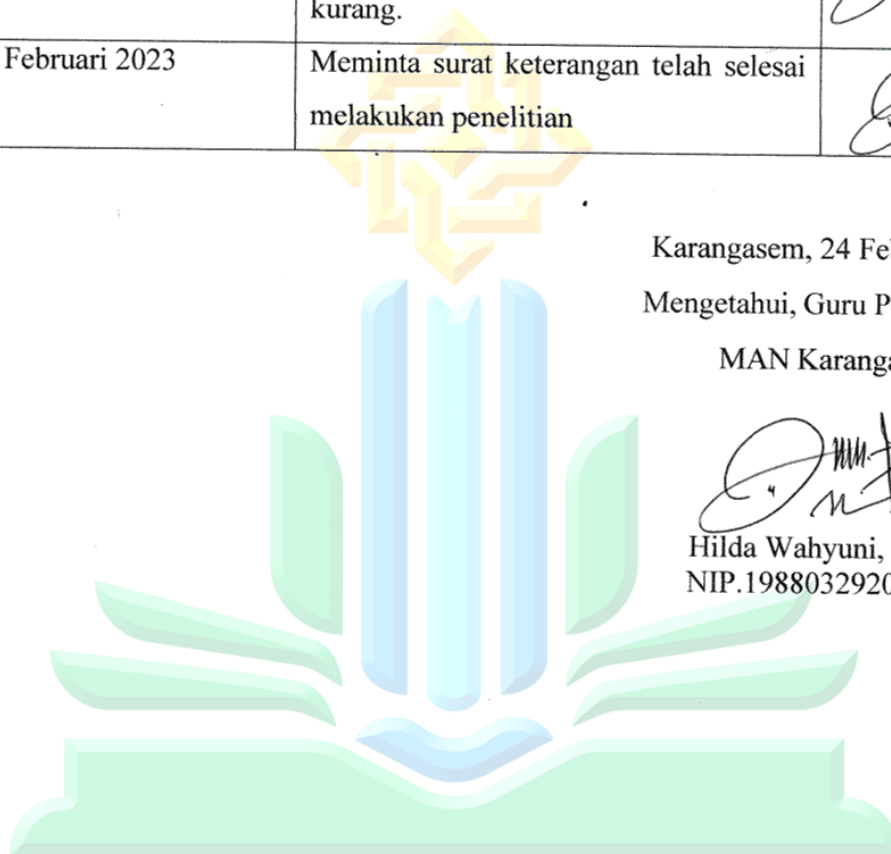 kurang.
Februari 2023
Meminta surat keterangan telah selesai
melakukan penelitian
Karangasem, 24 Fe
Mengetahui, Guru P
MAN Karanga
Hilda Wahyuni,
NIP.1988032920